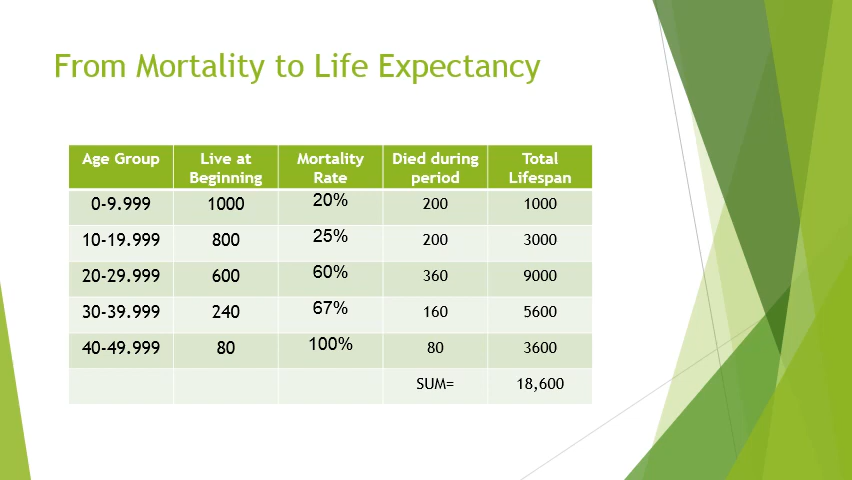 From Mortality to Life Expectancy
Age Group Live at Beginning Mortality Rate Died during period Total Lifespan
0-9.999 1000 20% 200 1000
10-19.999 800 25% 200 3000
20-29.999 600 60% 360 9000
30-39.999 240 67% 160 5600
40-49.999 80 100% 80 3600
SUM= 18,600